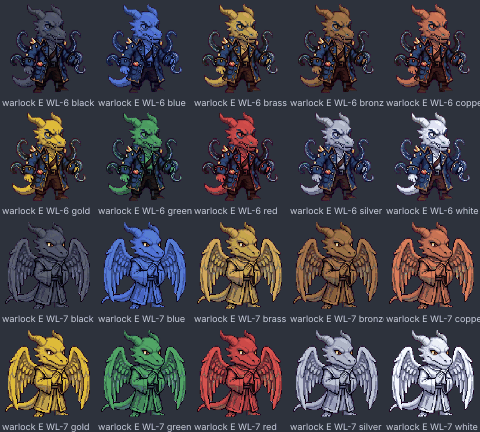 warlock E WL-6 black
warlock E WL-6 blue
warlock E WL-6 brass
warlock E WL-6 bronz
warlock E WL-6 coppe
warlock E WL-6 gold
warlock E WL-6 green
warlock E WL-6 red
warlock E WL-6 silver
warlock E WL-6 white
warlock E WL-7 black
warlock E WL-7 blue
warlock E WL-7 brass
warlock E WL-7 bronz
warlock E WL-7 coppe
warlock E WL-7 gold
warlock E WL-7 green
warlock E WL-7 red
warlock E WL-7 silver
warlock E WL-7 white